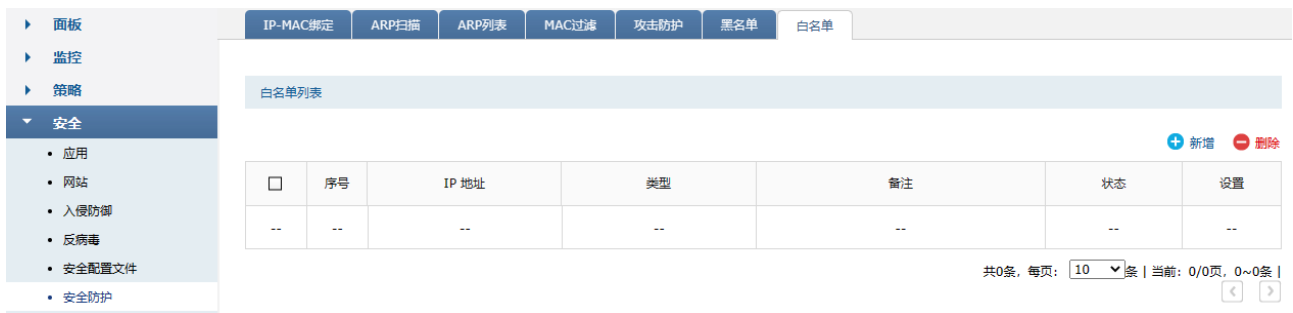 面板
监控
策略
安全
• 应用
• 网站
• 入侵防御
• 反病毒
• 安全配置文件
• 安全防护
IP-MAC绑定 ARP扫描 ARP列表 MAC过滤 攻击防护 黑名单 白名单
白名单列表
新增 删除
序号 IP 地址 类型 备注 状态 设置
-- -- -- -- -- -- --
共0条, 每页: 10 条 | 当前: 0/0页, 0~0条 |